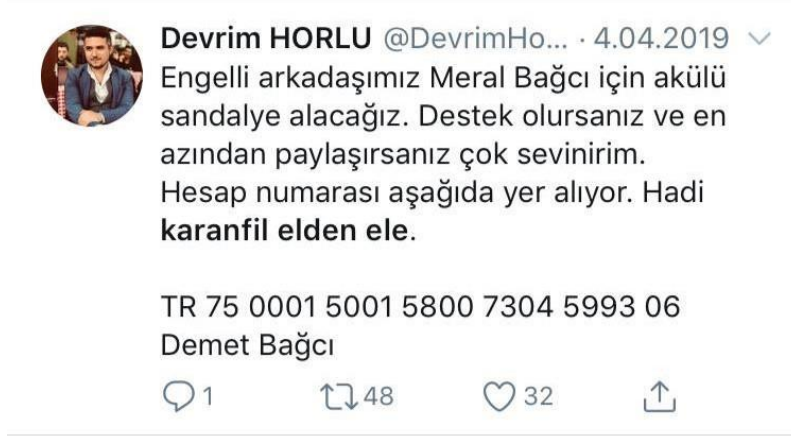 Devrim HORLU @DevrimHo... · 4.04.2019
Engelli arkadaşımız Meral Bağcı için akülü
sandalye alacağız. Destek olursanız ve en
azından paylaşırsanız çok sevinirim.
Hesap numarası aşağıda yer alıyor. Hadi
karanfil elden ele.
TR 75 0001 5001 5800 7304 5993 06
Demet Bağcı
1 48 32